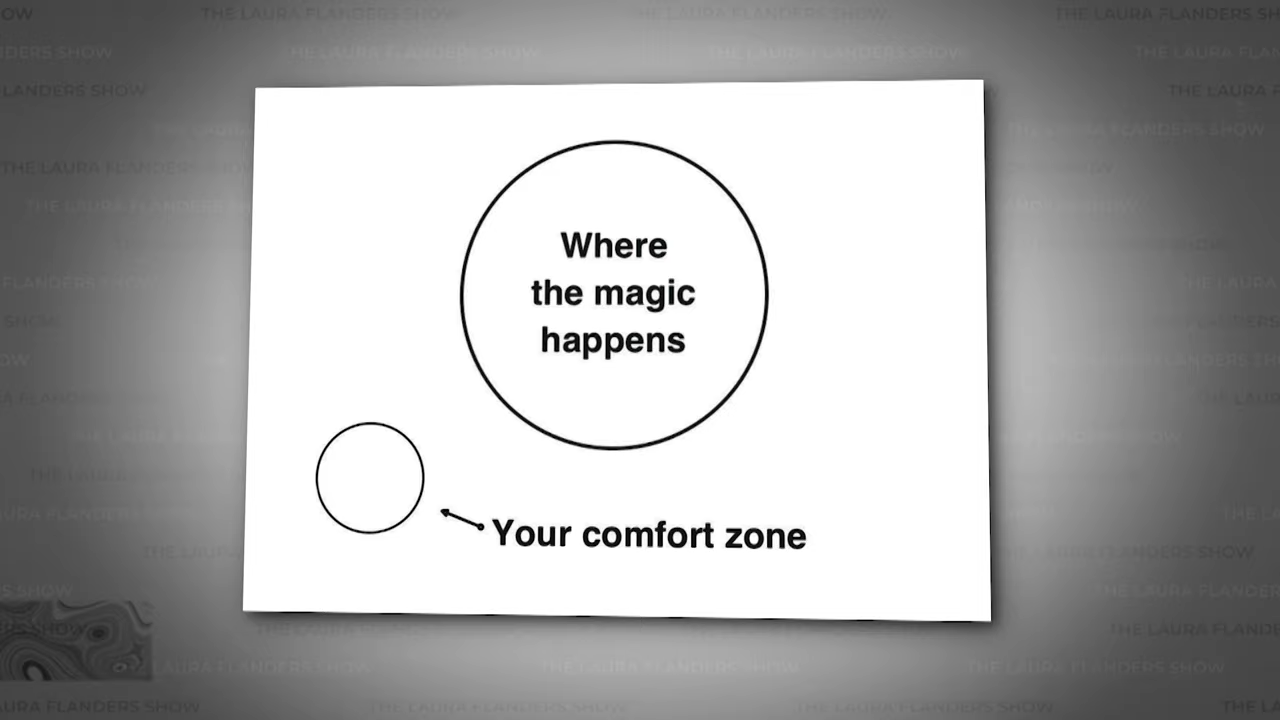 THE LAURA FLANDERS SHOW
Where
the magic
happens
Your comfort zone